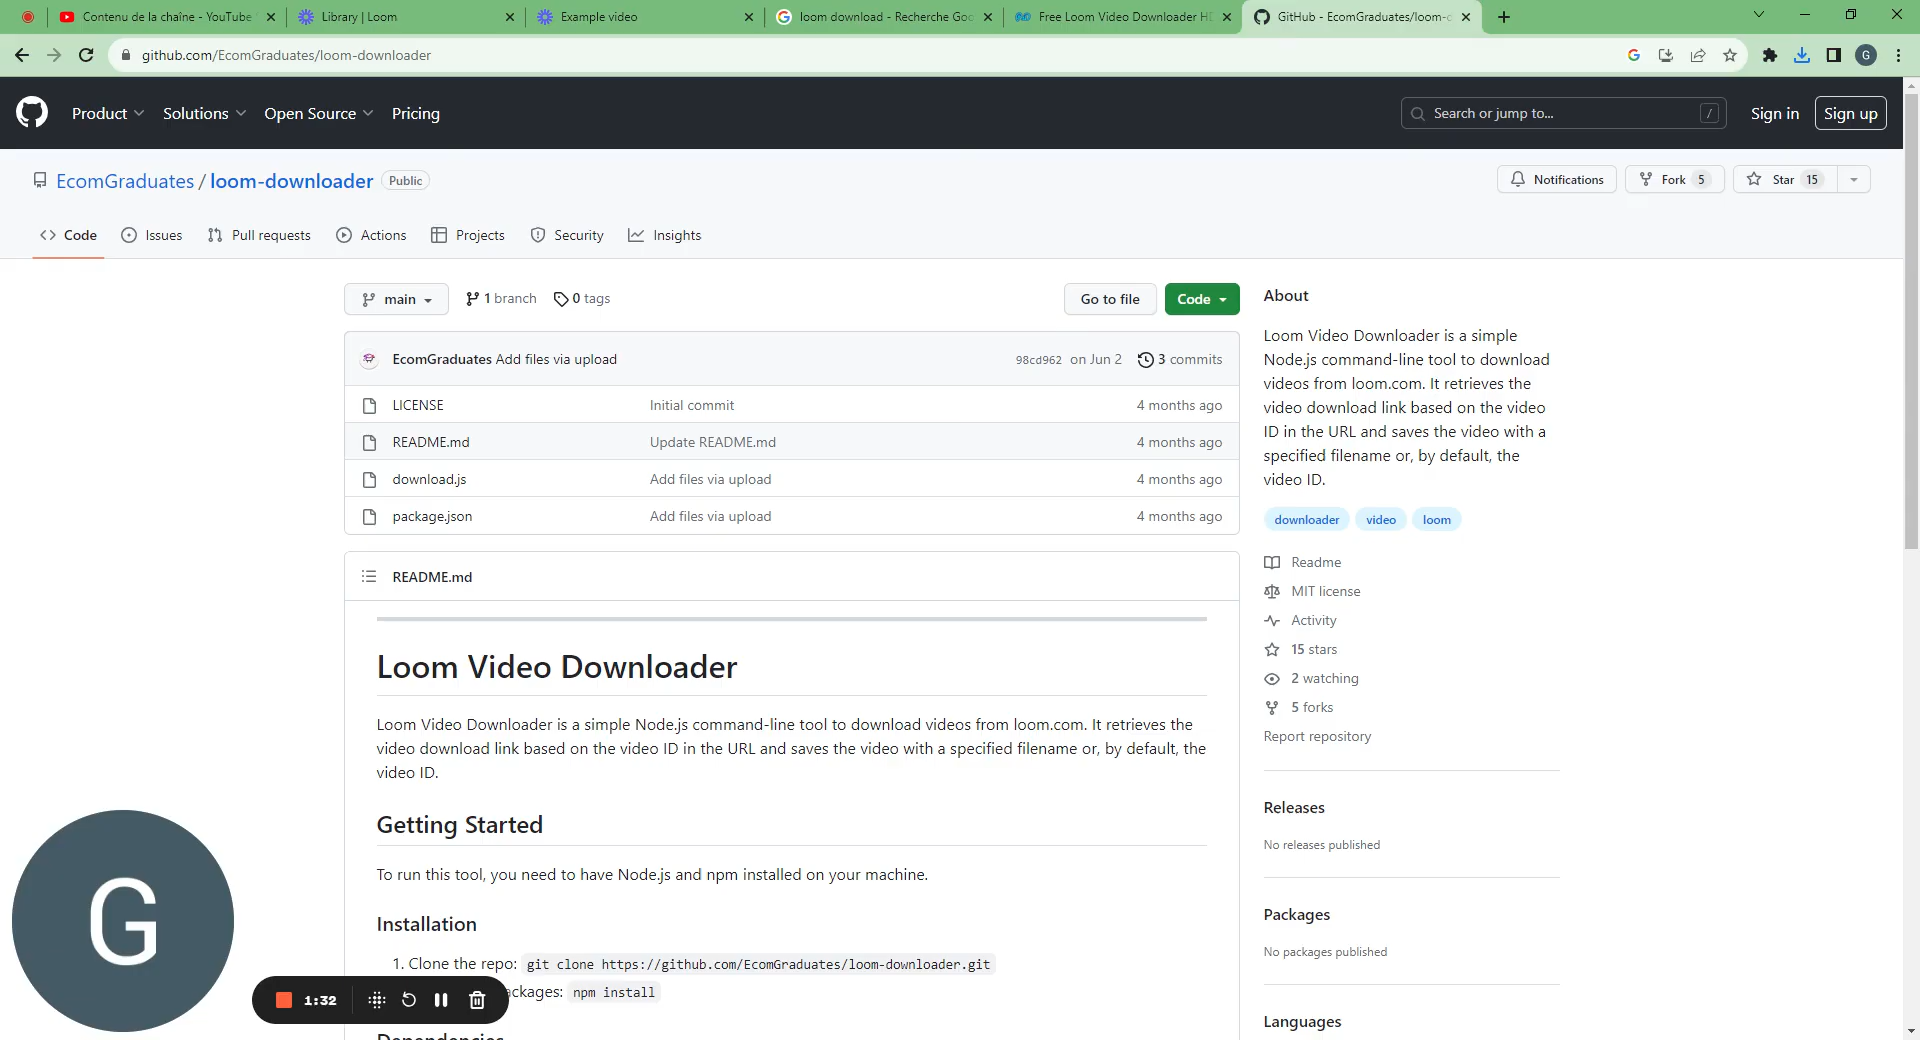 Contenu de la chaîne - YouTube
Library | Loom
Example video
loom download - Recherche Goo
Free Loom Video Downloader HD
GitHub - EcomGraduates/loom-d
github.com/EcomGraduates/loom-downloader
G
Product
Solutions
Open Source
Pricing
Search or jump to...
/
Sign in
Sign up
EcomGraduates / loom-downloader
Public
Notifications
Fork 5
Star 15
Code
Issues
Pull requests
Actions
Projects
Security
Insights
main
1 branch
0 tags
Go to file
Code
EcomGraduates Add files via upload
98cd962 on Jun 2
3 commits
LICENSE Initial commit 4 months ago
README.md Update README.md 4 months ago
download.js Add files via upload 4 months ago
package.json Add files via upload 4 months ago
README.md
Loom Video Downloader
Loom Video Downloader is a simple Node.js command-line tool to download videos from loom.com. It retrieves the
video download link based on the video ID in the URL and saves the video with a specified filename or, by default, the
video ID.
Getting Started
To run this tool, you need to have Node.js and npm installed on your machine.
Installation
1. Clone the repo: git clone https://github.com/EcomGraduates/loom-downloader.git
ackages: npm install
Dependencies
About
Loom Video Downloader is a simple
Node.js command-line tool to download
videos from loom.com. It retrieves the
video download link based on the video
ID in the URL and saves the video with a
specified filename or, by default, the
video ID.
downloader
video
loom
Readme
MIT license
Activity
15 stars
2 watching
5 forks
Report repository
Releases
No releases published
Packages
No packages published
Languages
G
1:32